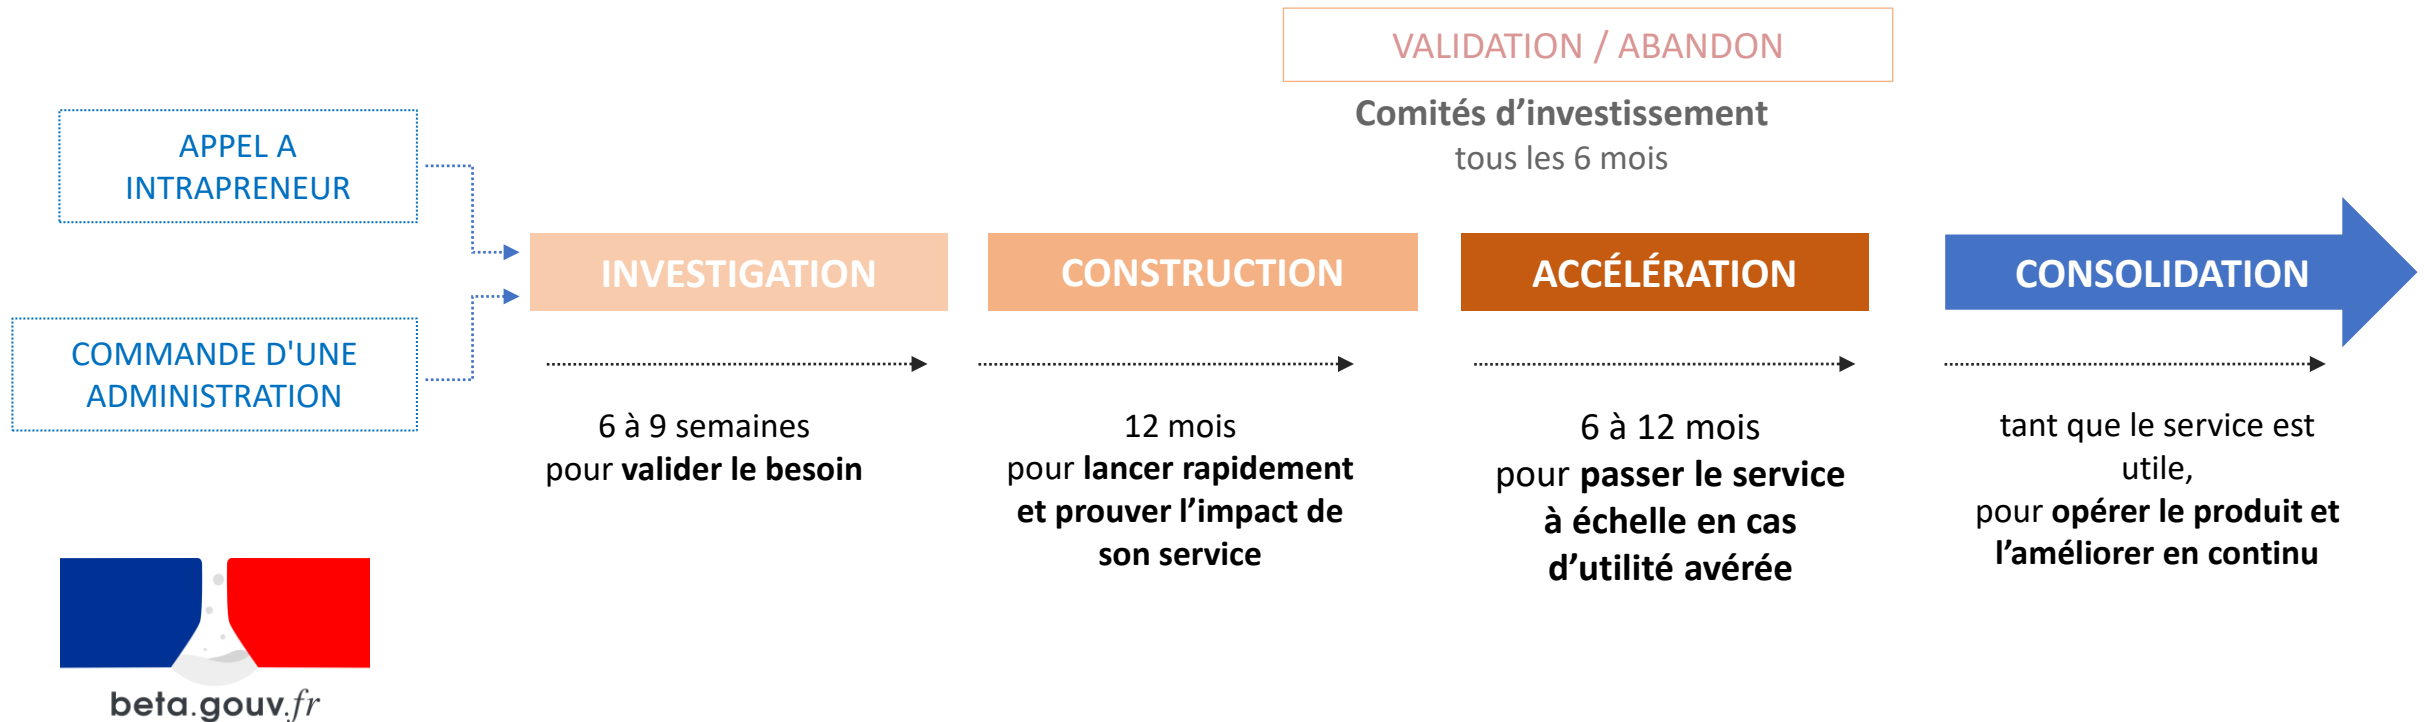 VALIDATION / ABANDON
Comités d’investissement
tous les 6 mois
APPEL A
INTRAPRENEUR
COMMANDE D'UNE
ADMINISTRATION
INVESTIGATION
6 à 9 semaines
pour valider le besoin
CONSTRUCTION
12 mois
pour lancer rapidement
et prouver l’impact de
son service
ACCÉLÉRATION
6 à 12 mois
pour passer le service
à échelle en cas
d’utilité avérée
CONSOLIDATION
tant que le service est
utile,
pour opérer le produit et
l’améliorer en continu
beta.gouv.fr